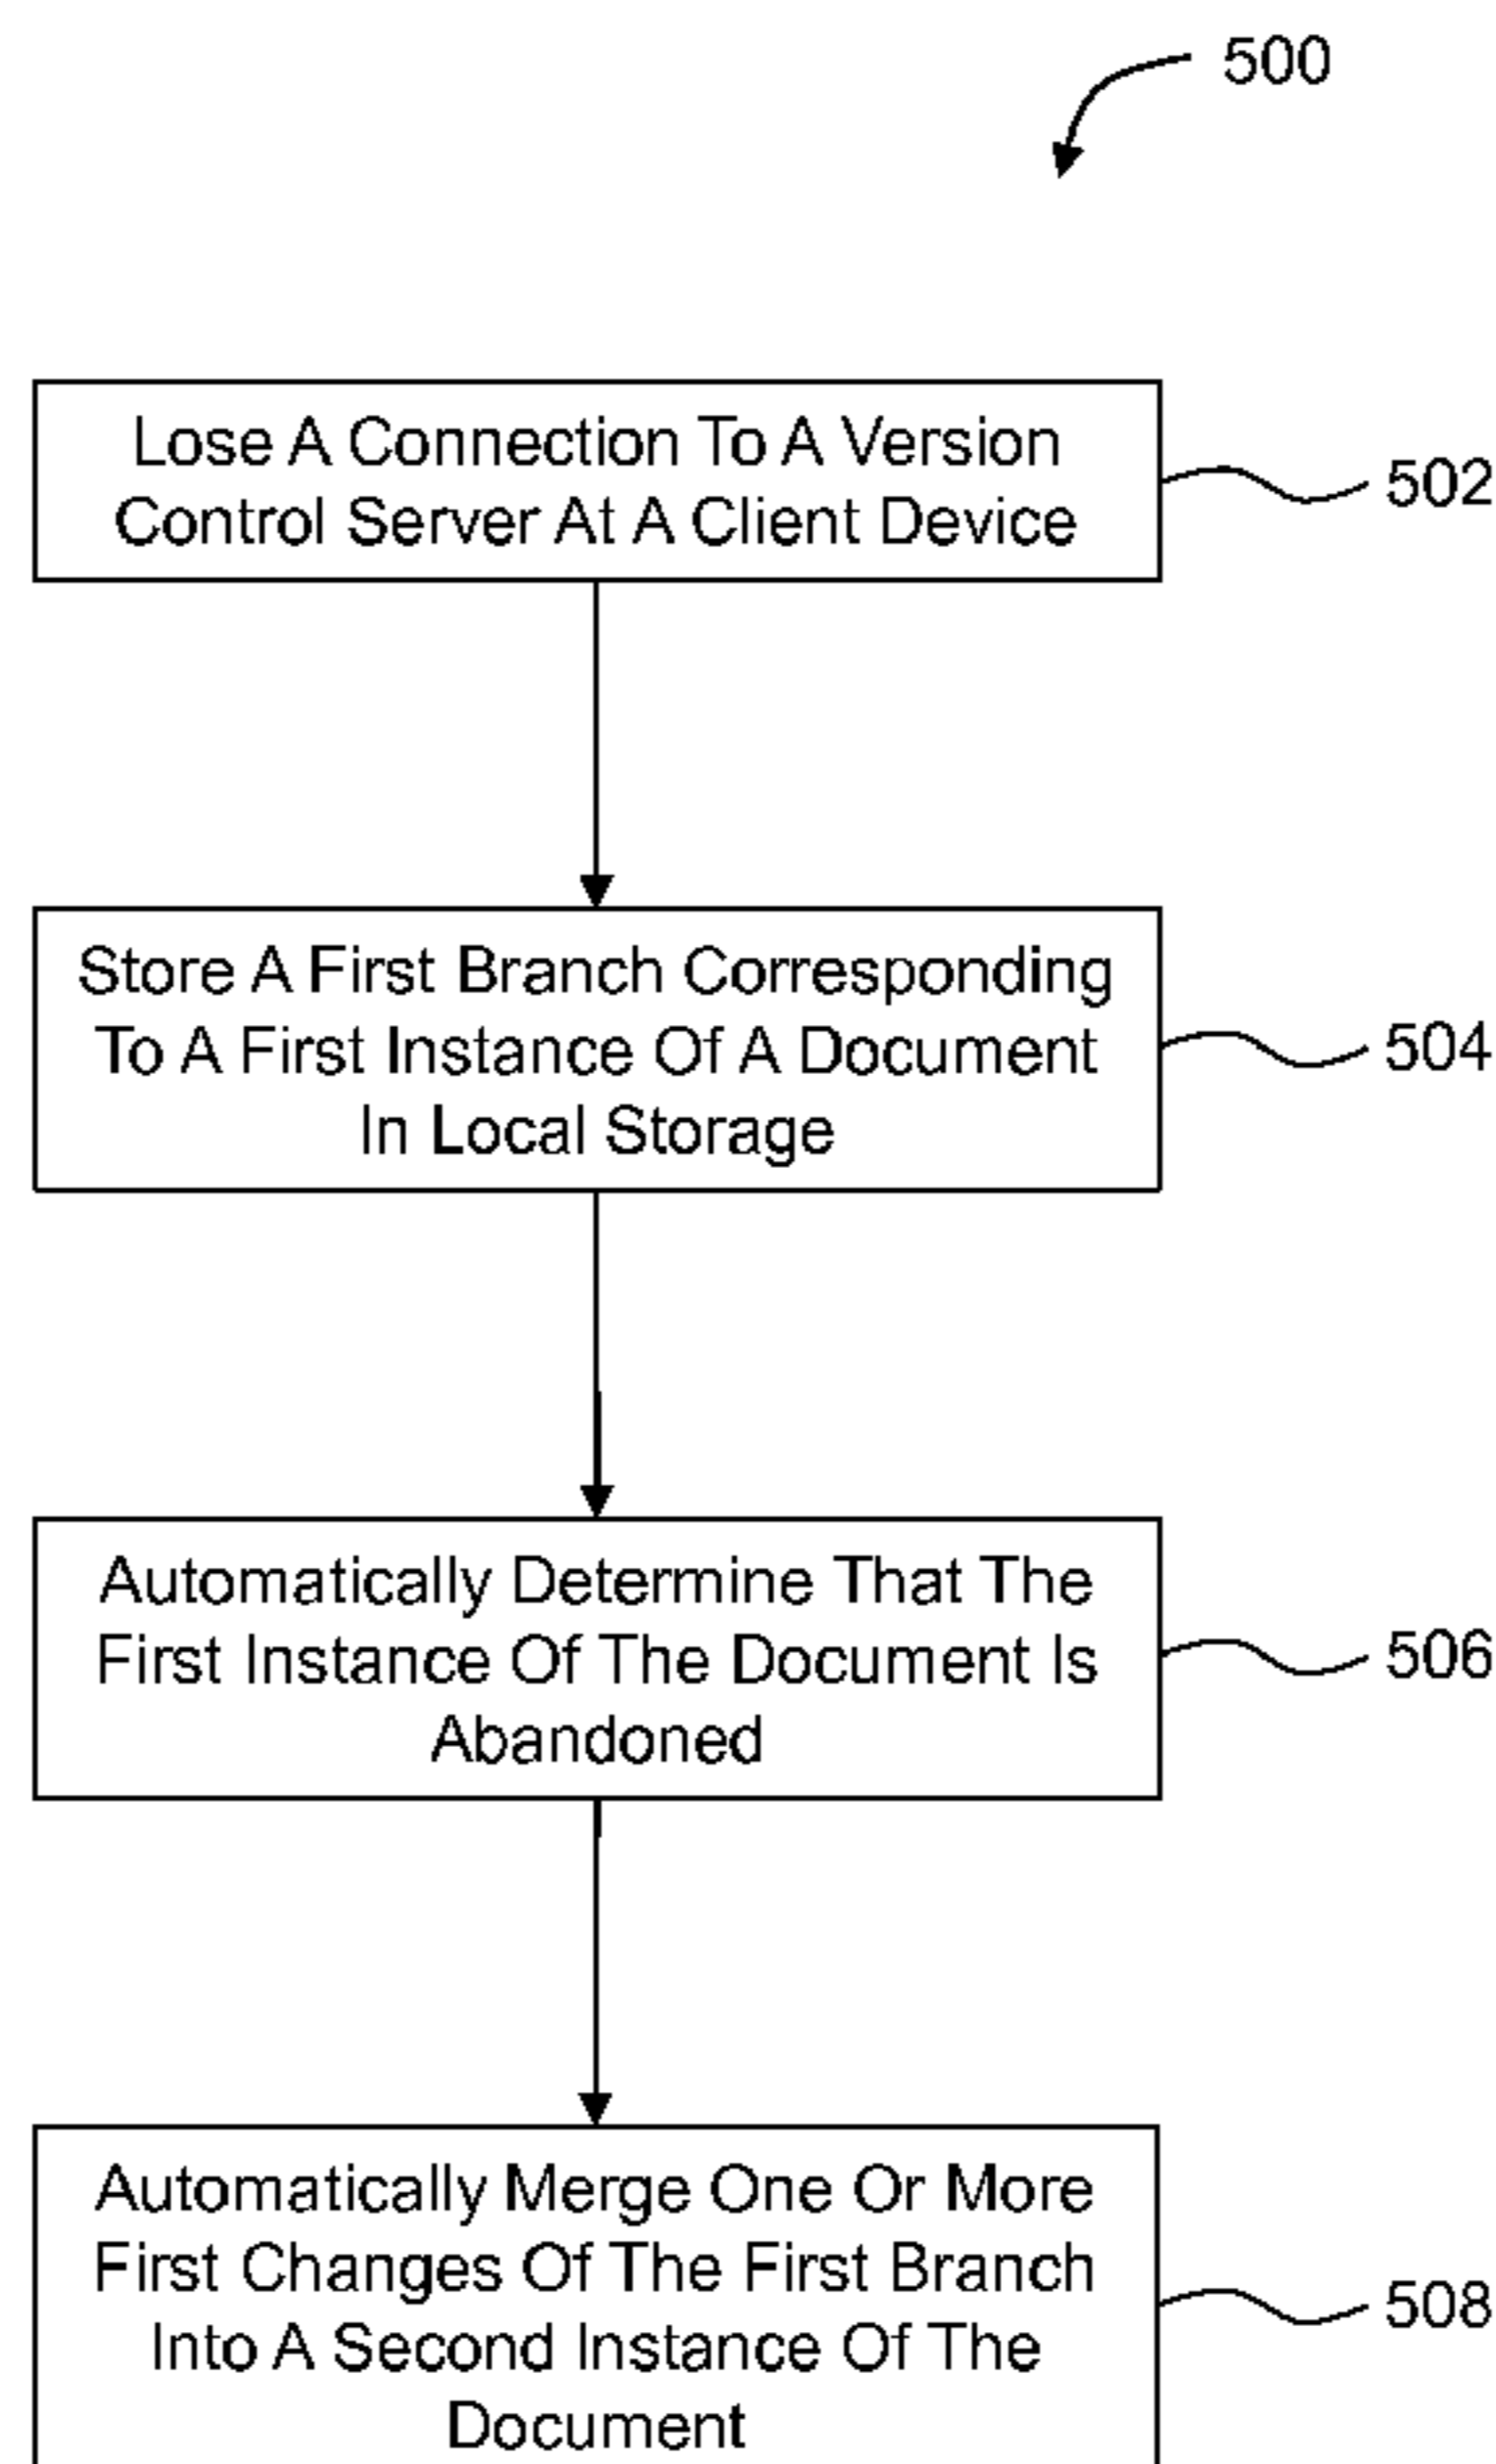 500
Lose A Connection To A Version
Control Server At A Client Device
502
Store A First Branch Corresponding
To A First Instance Of A Document
In Local Storage
504
Automatically Determine That The
First Instance Of The Document Is
Abandoned
506
Automatically Merge One Or More
First Changes Of The First Branch
Into A Second Instance Of The
Document
508